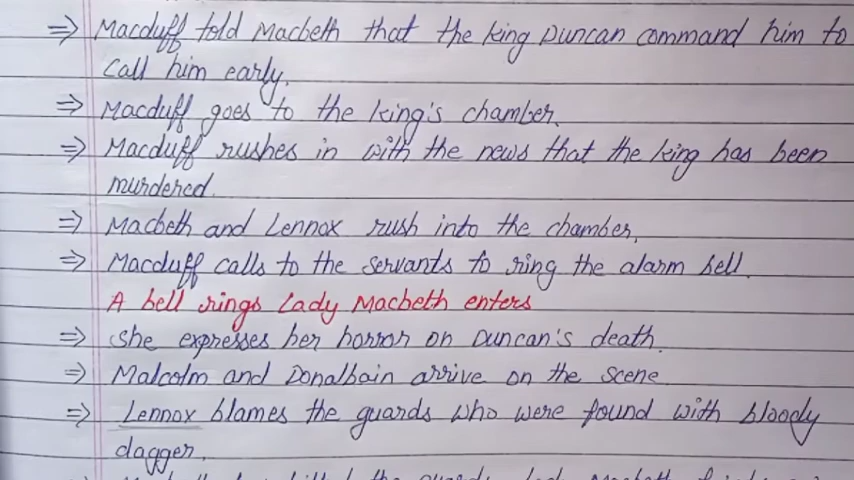 ⇒ Macduff told Macbeth that the king Duncan command him to
call him early.
⇒ Macduff goes to the king's chamber.
⇒ Macduff rushes in with the news that the king has been
murdered.
⇒ Macbeth and Lennox rush into the chamber,
⇒ Macduff calls to the servants to ring the alarm bell.
A bell rings Lady Macbeth enters
⇒ She expresses her horror on Duncan's death.
⇒ Malcolm and Donalbain arrive on the scene
⇒ Lennox blames the guards who were found with bloody
dagger.